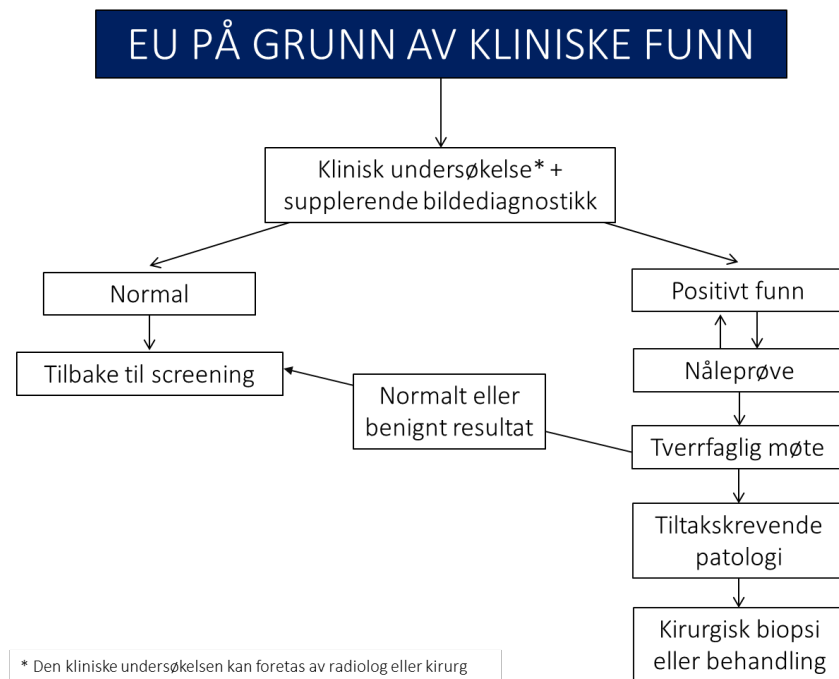 EU PÅ GRUNN AV KLINISKE FUNN
Klinisk undersøkelse* +
supplerende bildediagnostikk
Normal
Positivt funn
Tilbake til screening
Nåleprøve
Normalt eller
benignt resultat
Tverrfaglig møte
Tiltakskrevende
patologi
Kirurgisk biopsi
eller behandling
* Den kliniske undersøkelsen kan foretas av radiolog eller kirurg